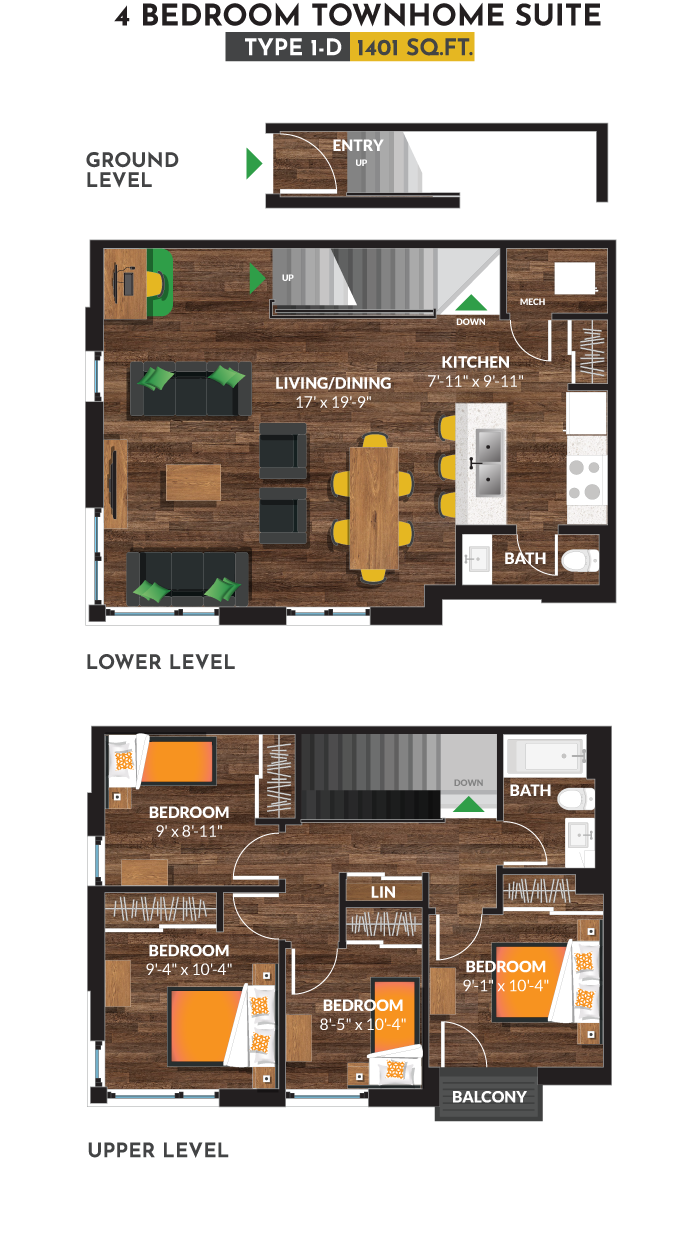 4 BEDROOM TOWNHOME SUITE
TYPE 1-D 1401 SQ.FT.
GROUND
LEVEL
ENTRY
UP
UP
MECH
DOWN
KITCHEN
7'-11" x 9'-11"
LIVING/DINING
17' x 19'-9"
BATH
LOWER LEVEL
DOWN
BATH
BEDROOM
9' x 8'-11"
LIN
BEDROOM
9'-4" x 10'-4"
BEDROOM
9'-1" x 10'-4"
BEDROOM
8'-5" x 10'-4"
BALCONY
UPPER LEVEL